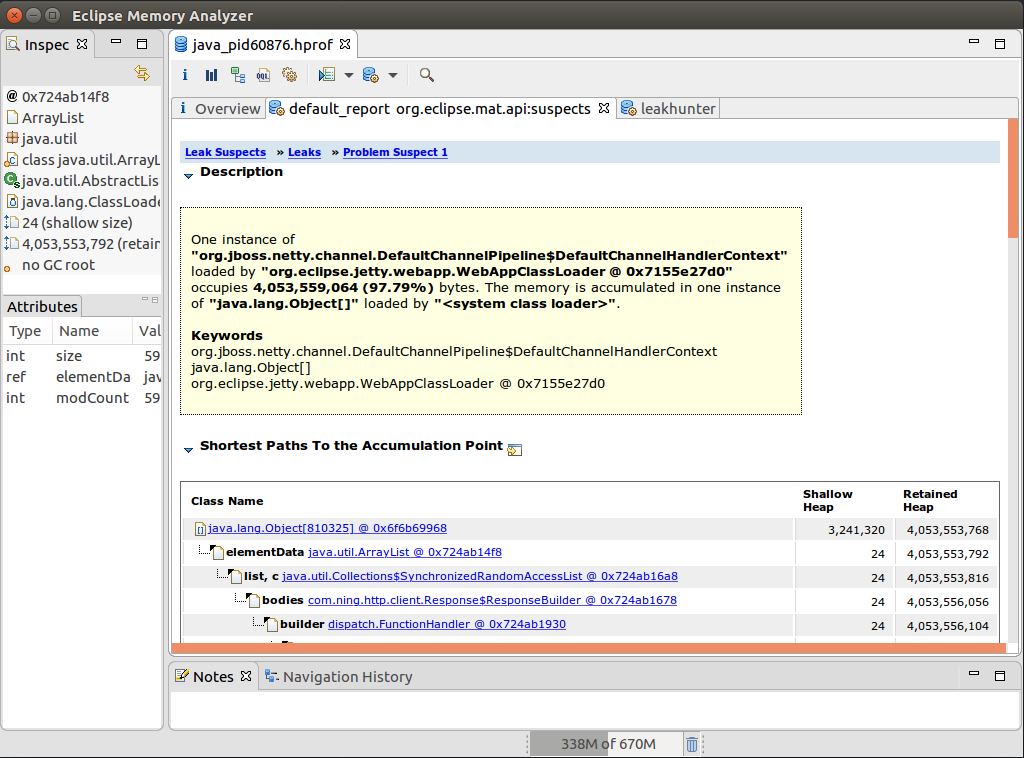 Eclipse Memory Analyzer
Inspec
java_pid60876.hprof
@ 0x724ab14f8
ArrayList
java.util
class java.util.ArrayL
java.util.AbstractLis
java.lang.ClassLoade
24 (shallow size)
4,053,553,792 (retain
no GC root
Attributes
Type Name Val
int size 59
ref elementDa jav
int modCount 59
i Overview
default_report org.eclipse.mat.api:suspects
leakhunter
Leak Suspects » Leaks » Problem Suspect 1
Description
One instance of
"org.jboss.netty.channel.DefaultChannelPipeline$DefaultChannelHandlerContext"
loaded by "org.eclipse.jetty.webapp.WebAppClassLoader @ 0x7155e27d0"
occupies 4,053,559,064 (97.79%) bytes. The memory is accumulated in one instance
of "java.lang.Object[]" loaded by "<system class loader>".
Keywords
org.jboss.netty.channel.DefaultChannelPipeline$DefaultChannelHandlerContext
java.lang.Object[]
org.eclipse.jetty.webapp.WebAppClassLoader @ 0x7155e27d0
Shortest Paths To the Accumulation Point
Class Name Shallow Heap Retained Heap
java.lang.Object[810325] @ 0x6f6b69968 3,241,320 4,053,553,768
elementData java.util.ArrayList @ 0x724ab14f8 24 4,053,553,792
list, c java.util.Collections$SynchronizedRandomAccessList @ 0x724ab16a8 24 4,053,553,816
bodies com.ning.http.client.Response$ResponseBuilder @ 0x724ab1678 24 4,053,556,056
builder dispatch.FunctionHandler @ 0x724ab1930 24 4,053,556,104
Notes
Navigation History
338M of 670M